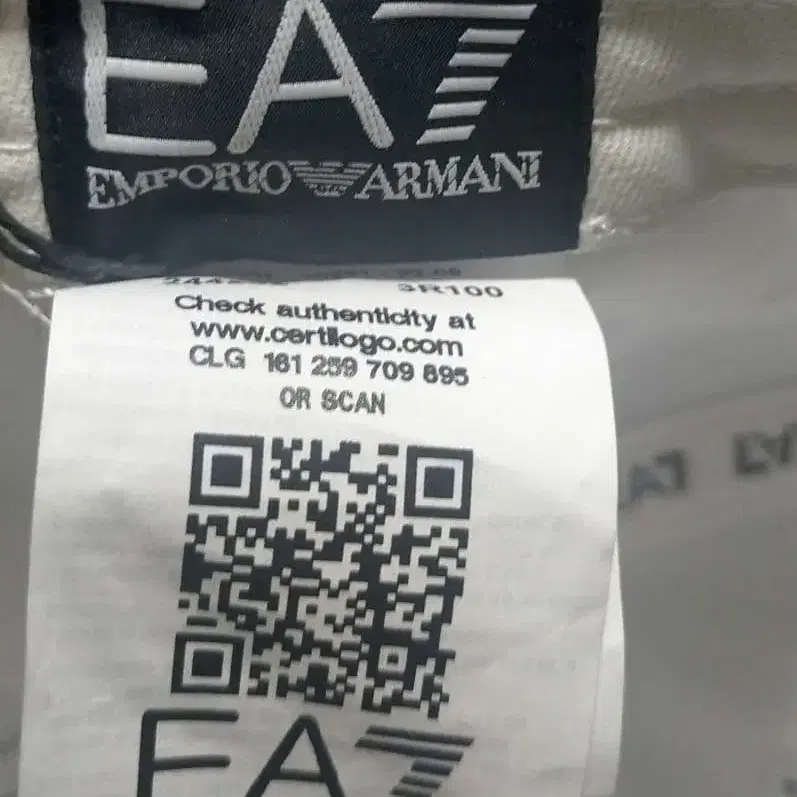 EA7
EMPORIO ARMANI
3R100
Check authenticity at
www.certilogo.com
CLG 161 259 709 895
OR SCAN
EA7